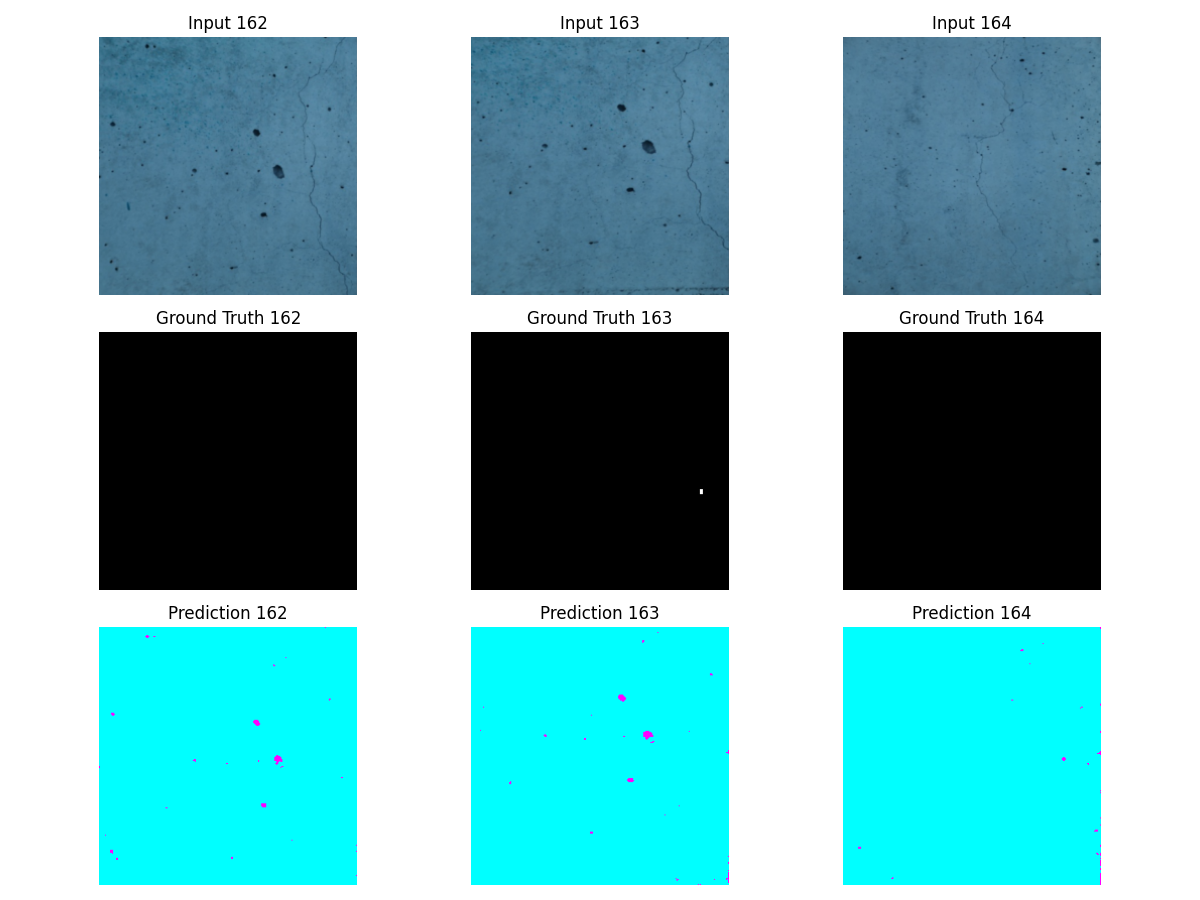 Input 162
Input 163
Input 164
Ground Truth 162
Ground Truth 163
Ground Truth 164
Prediction 162
Prediction 163
Prediction 164